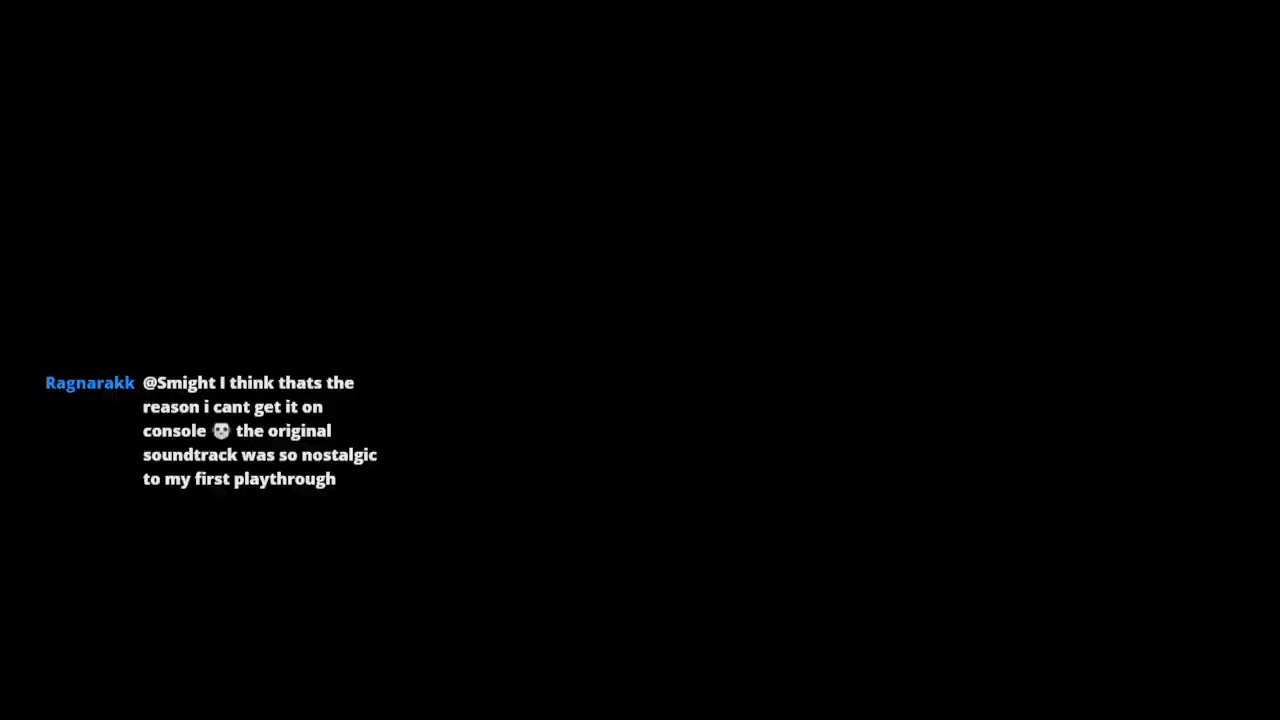 Ragnarakk @Smight I think thats the
reason i cant get it on
console 💀 the original
soundtrack was so nostalgic
to my first playthrough